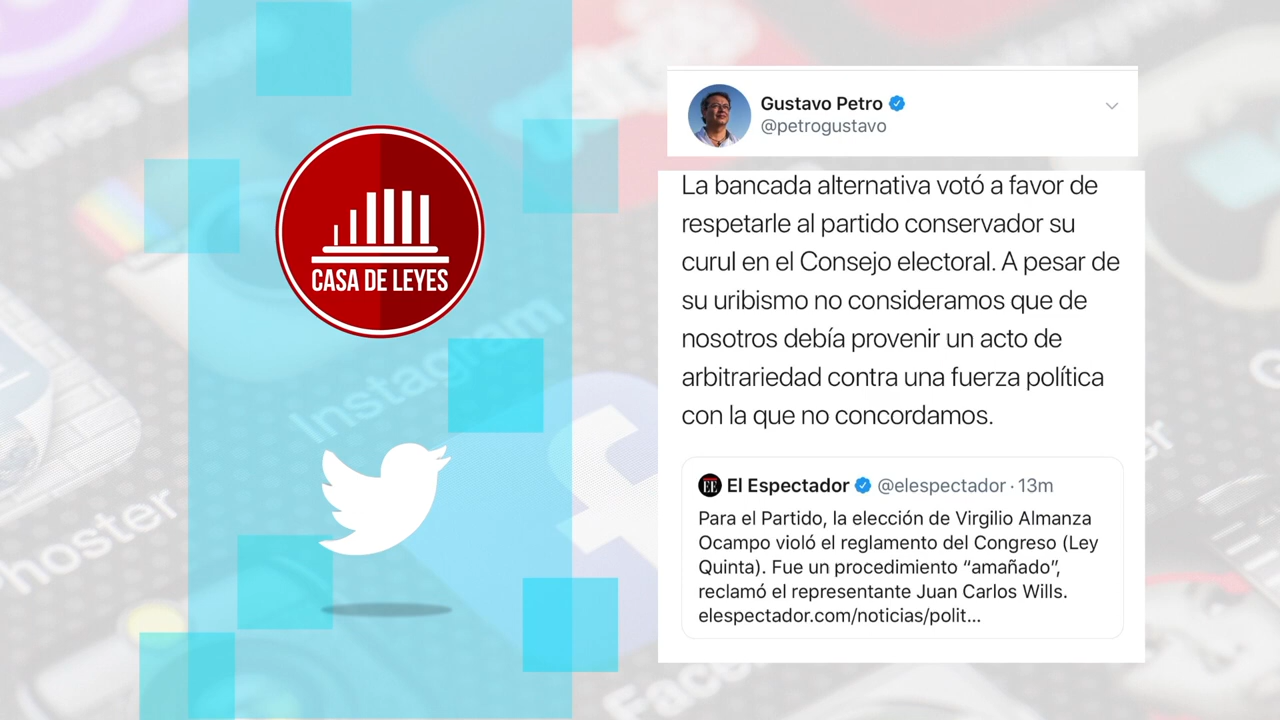 CASA DE LEYES
Instagram
Gustavo Petro
@petrogustavo
La bancada alternativa votó a favor de
respetarle al partido conservador su
curul en el Consejo electoral. A pesar de
su uribismo no consideramos que de
nosotros debía provenir un acto de
arbitrariedad contra una fuerza política
con la que no concordamos.
EE El Espectador @elespectador · 13m
Para el Partido, la elección de Virgilio Almanza
Ocampo violó el reglamento del Congreso (Ley
Quinta). Fue un procedimiento “amañado”,
reclamó el representante Juan Carlos Wills.
elespectador.com/noticias/polit...